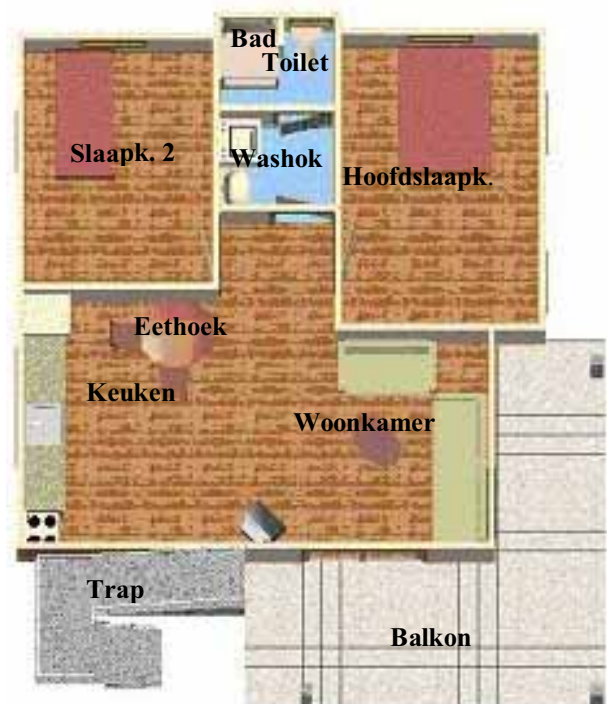 Bad
Toilet
Slaapk. 2
Washok
Hoofdslaapk.
Eethoek
Keuken
Woonkamer
Trap
Balkon